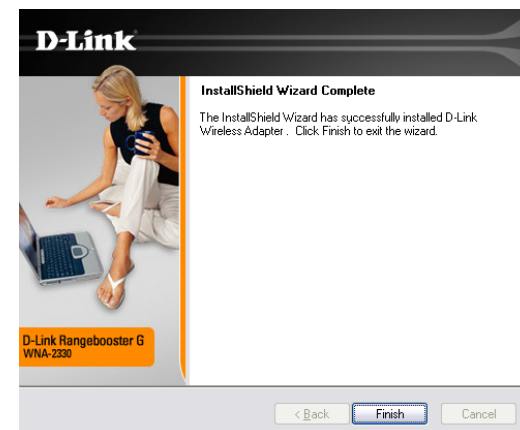 D-Link
InstallShield Wizard Complete
The InstallShield Wizard has successfully installed D-Link
Wireless Adapter . Click Finish to exit the wizard.
D-Link Rangebooster G
WNA-2330
< Back
Finish
Cancel